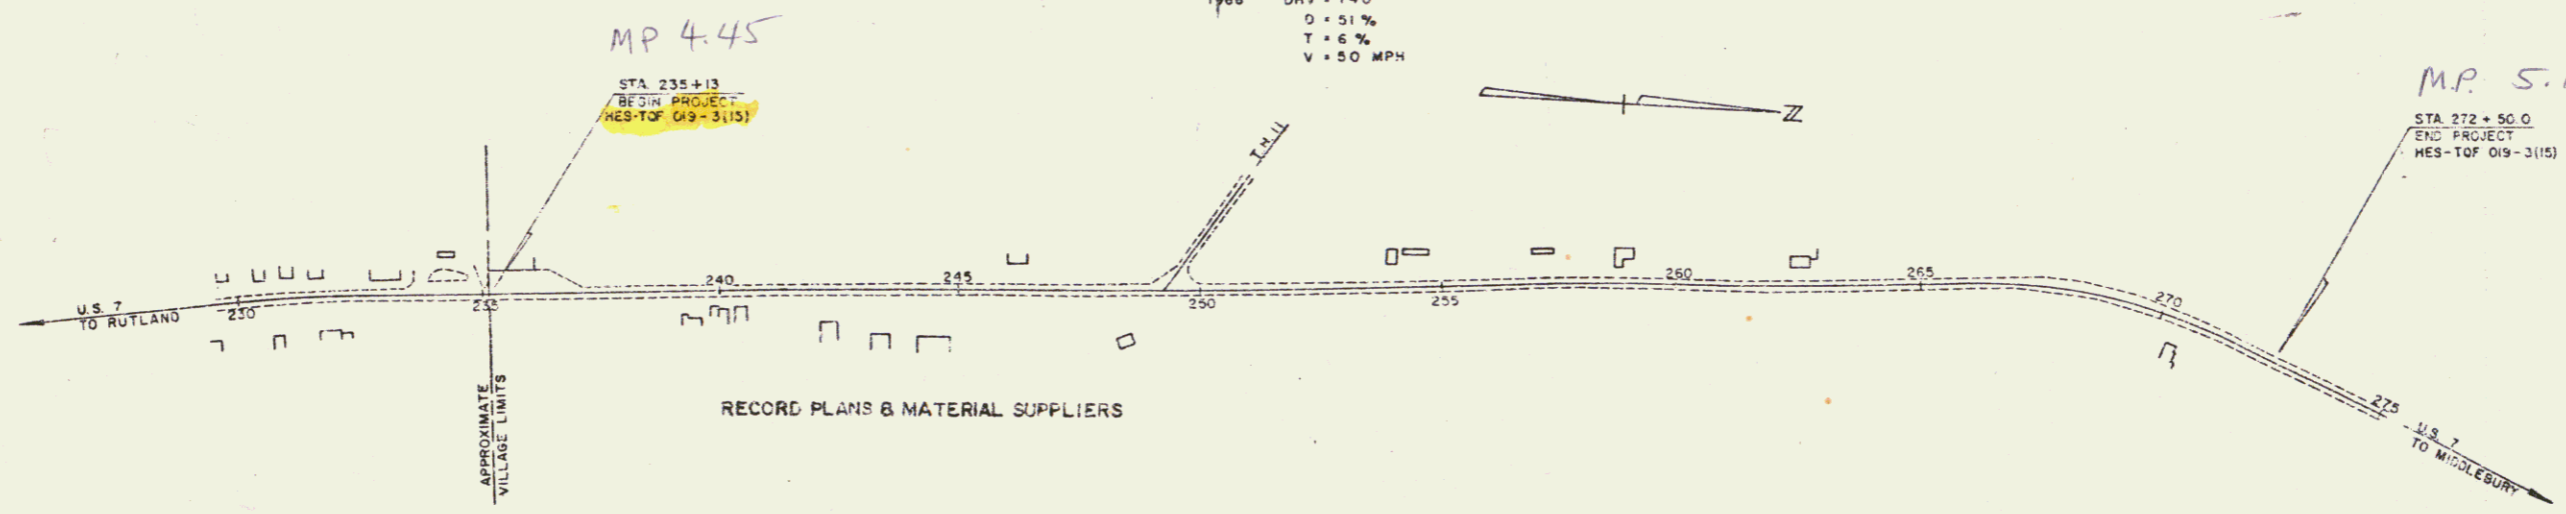 D = 51 %
T = 6 %
V = 50 MPH
MP 4.45
STA. 235+13
BEGIN PROJECT
HES-TOF 019-3(15)
Z
M.P. 5.
STA. 272 + 50.0
END PROJECT
HES-TOF 019-3(15)
T.H. 11
U.S. 7
TO RUTLAND
230
235
240
245
250
255
260
265
270
275
U.S. 7
TO MIDDLEBURY
APPROXIMATE
VILLAGE LIMITS
RECORD PLANS & MATERIAL SUPPLIERS